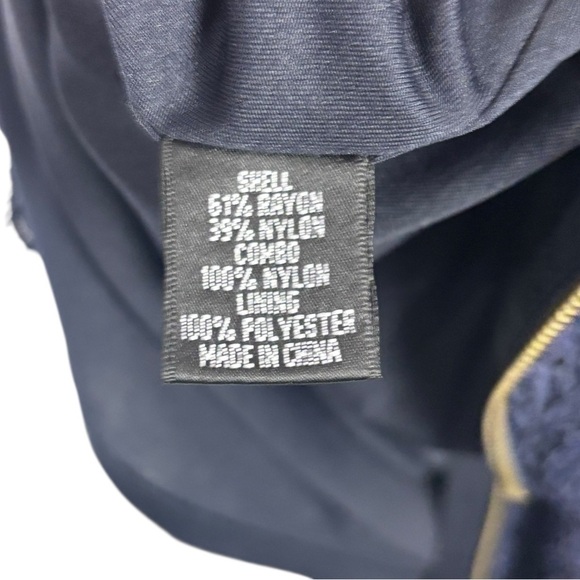 SHELL
61% RAYON
39% NYLON
COMBO
100% NYLON
LINING
100% POLYESTER
MADE IN CHINA